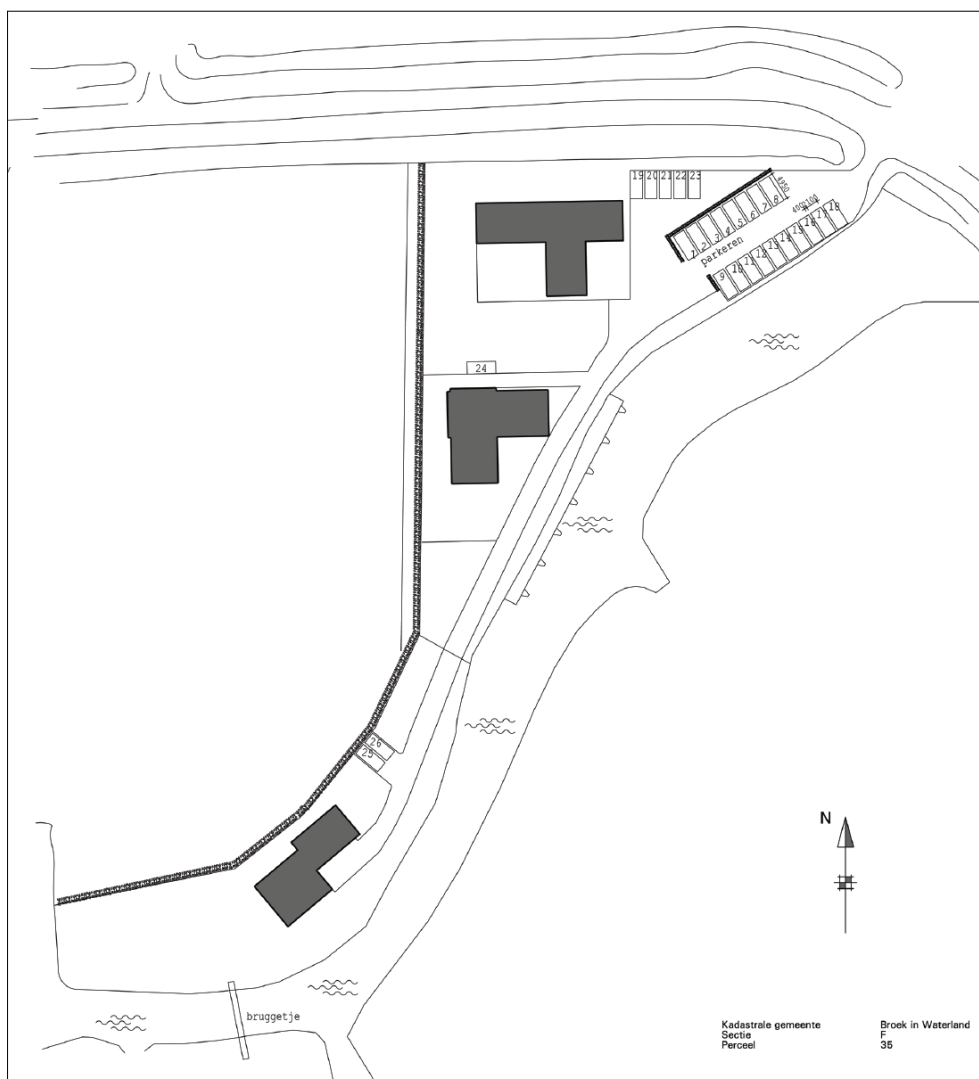 19 20 21 22 23
1 2 3 4 5 6 7 8
4950
parkeren
9 10 11 12 13 14 15 16 17 18
24
26
25
N
bruggetje
Kadastrale gemeente Broek in Waterland
Sectie F
Perceel 35